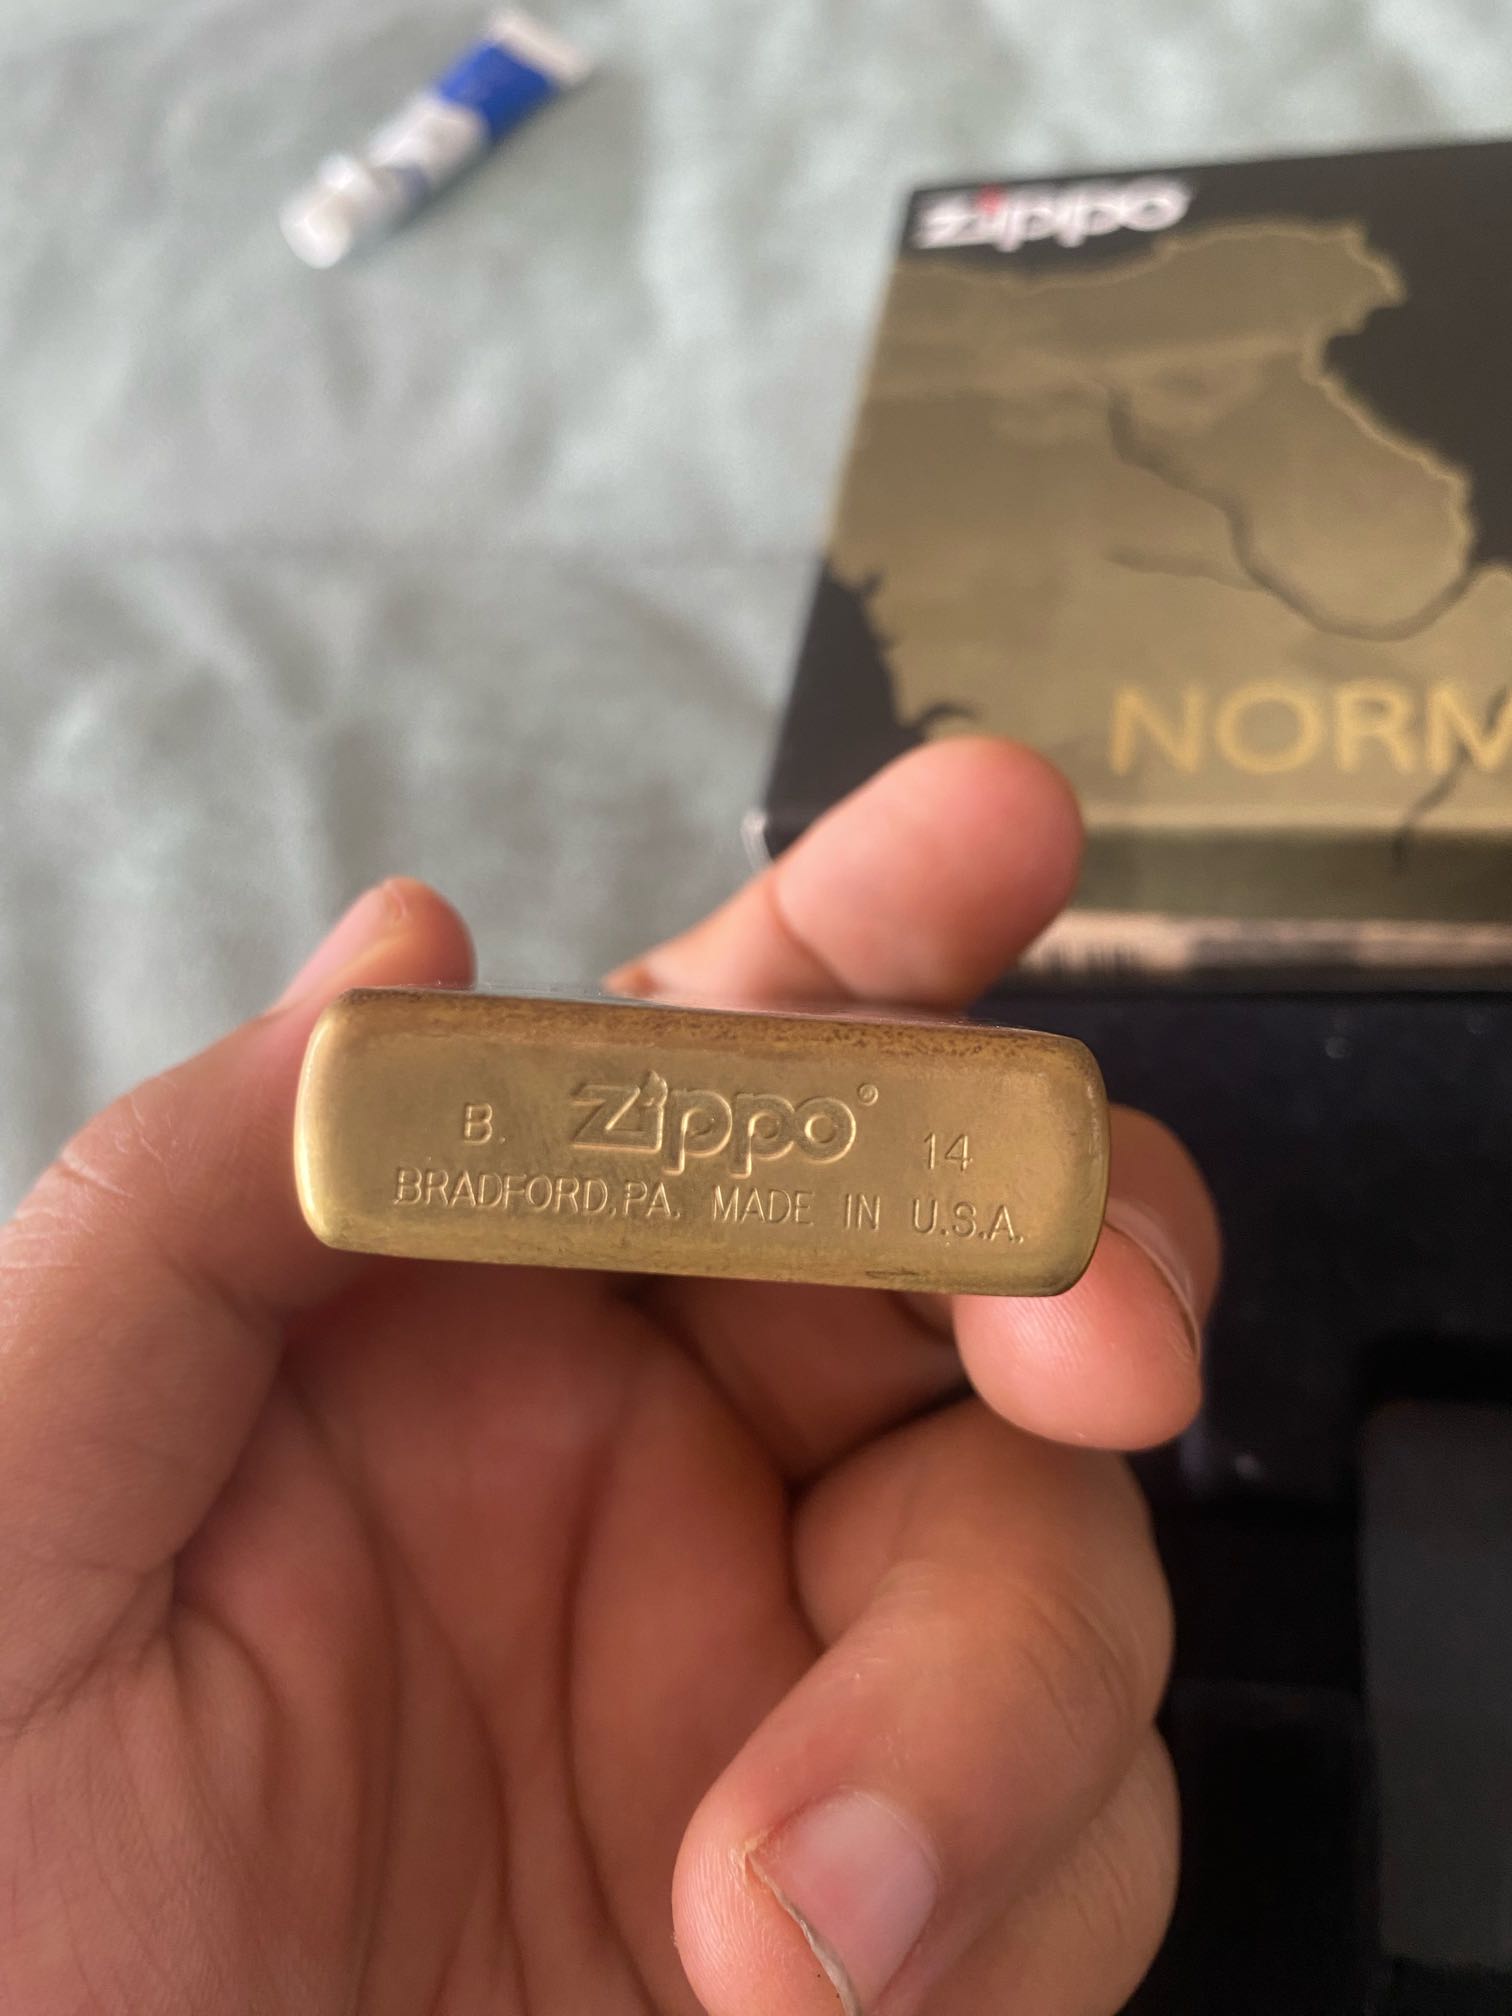 Zippo
NORM
B. Zippo® 14
BRADFORD, PA. MADE IN U.S.A.